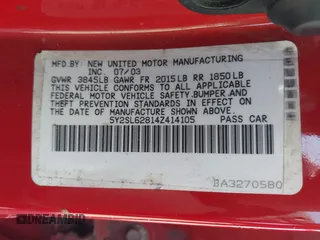 MFD.BY: NEW UNITED MOTOR MANUFACTURING
INC. 07/03
GVWR 3845LB GAWR FR 2015LB RR 1850LB
THIS VEHICLE CONFORMS TO ALL APPLICABLE
FEDERAL MOTOR VEHICLE SAFETY,BUMPER,AND
THEFT PREVENTION STANDARDS IN EFFECT ON
THE DATE OF MANUFACTURE SHOWN ABOVE.
5Y2SL62814Z414105 PASS CAR
BA3270580
DREAMBID